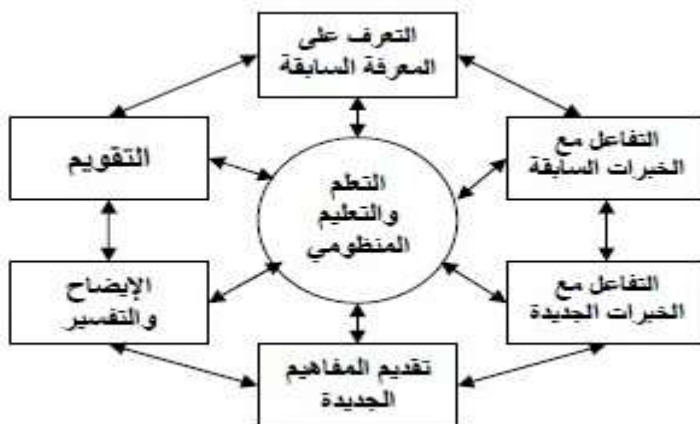 التعرف على
المعرفة السابقة
التفاعل مع
الخبرات السابقة
التقويم
التعلم
والتعليم
المنظومي
التفاعل مع
الخبرات الجديدة
الإيضاح
والتفسير
تقديم المفاهيم
الجديدة